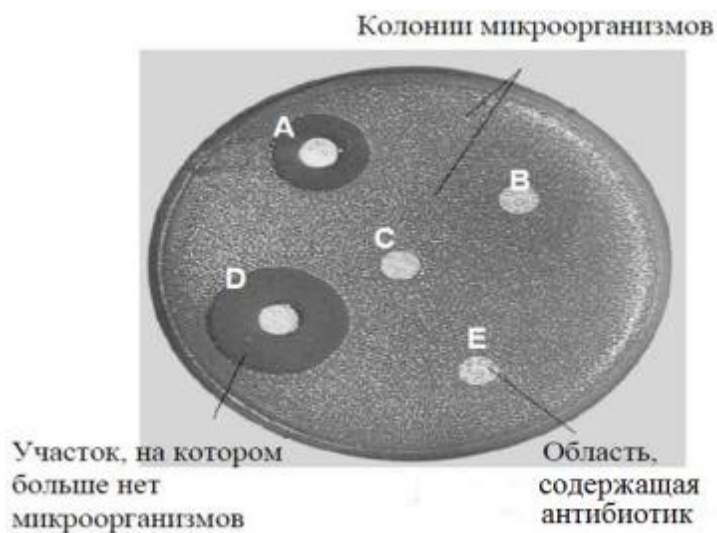 Колонии микроорганизмов
A
B
C
D
E
Участок, на котором
больше нет
микроорганизмов
Область,
содержащая
антибиотик